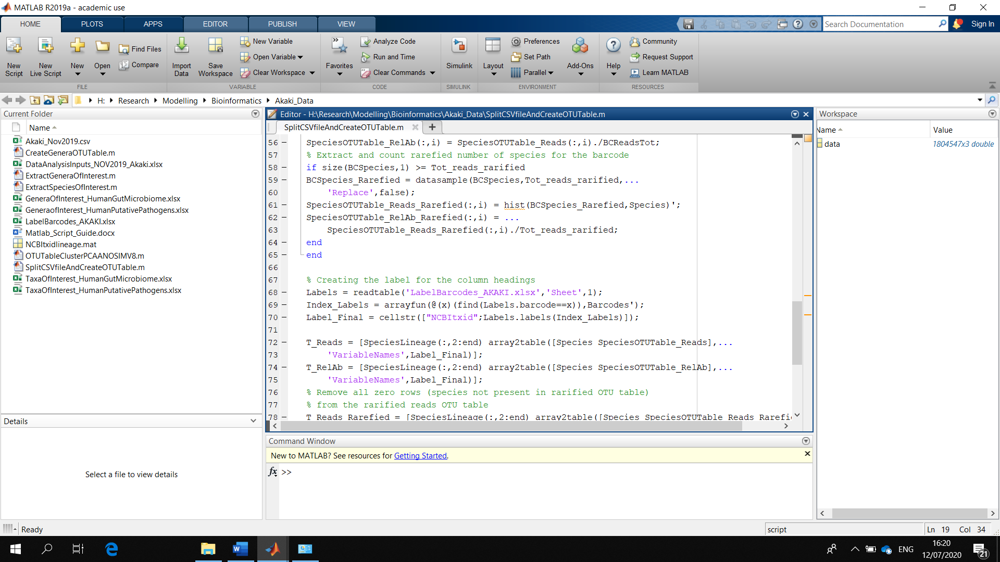 MATLAB R2019a - academic use
HOME PLOTS APPS EDITOR PUBLISH VIEW
Search Documentation
Sign In
New Script
New Live Script
New
Open
Find Files
Compare
FILE
Import Data
Save Workspace
New Variable
Open Variable
Clear Workspace
VARIABLE
Favorites
Analyze Code
Run and Time
Clear Commands
CODE
Simulink
SIMULINK
Layout
Preferences
Set Path
Parallel
Add-Ons
ENVIRONMENT
Help
Community
Request Support
Learn MATLAB
RESOURCES
H: Research Modelling Bioinformatics Akaki_Data
Current Folder
Name
Akaki_Nov2019.csv
CreateGeneraOTUTable.m
DataAnalysisInputs_NOV2019_Akaki.xlsx
ExtractGeneraOfInterest.m
ExtractSpeciesOfInterest.m
GeneraOfInterest_HumanGutMicrobiome.xlsx
GeneraofInterest_HumanPutativePathogens.xlsx
LabelBarcodes_AKAKI.xlsx
Matlab_Script_Guide.docx
NCBItxidlineage.mat
OTUTableClusterPCAANOSIMV8.m
SplitCSVfileAndCreateOTUTable.m
TaxaOfInterest_HumanGutMicrobiome.xlsx
TaxaOfInterest_HumanPutativePathogens.xlsx
Details
Select a file to view details
Editor - H:\Research\Modelling\Bioinformatics\Akaki_Data\SplitCSVfileAndCreateOTUTable.m
SplitCSVfileAndCreateOTUTable.m
56 – SpeciesOTUTable_RelAb(:,i) = SpeciesOTUTable_Reads(:,i)./BCReadsTot;
57 % Extract and count rarefied number of species for the barcode
58 – if size(BCSpecies,1) >= Tot_reads_rarified
59 – BCSpecies_Rarefied = datasample(BCSpecies,Tot_reads_rarified,...
60 'Replace',false);
61 – SpeciesOTUTable_Reads_Rarefied(:,i) = hist(BCSpecies_Rarefied,Species)';
62 – SpeciesOTUTable_RelAb_Rarefied(:,i) = ...
63 SpeciesOTUTable_Reads_Rarefied(:,i)./Tot_reads_rarified;
64 – end
65 – end
66
67 % Creating the label for the column headings
68 – Labels = readtable('LabelBarcodes_AKAKI.xlsx','Sheet',1);
69 – Index_Labels = arrayfun(@(x)(find(Labels.barcode==x)),Barcodes');
70 – Label_Final = cellstr(["NCBItxid";Labels.labels(Index_Labels)]);
71
72 – T_Reads = [SpeciesLineage(:,2:end) array2table([Species SpeciesOTUTable_Reads],...
73 'VariableNames',Label_Final)];
74 – T_RelAb = [SpeciesLineage(:,2:end) array2table([Species SpeciesOTUTable_RelAb],...
75 'VariableNames',Label_Final)];
76 % Remove all zero rows (species not present in rarified OTU table)
77 % from the rarified reads OTU table
78 – T_Reads_Rarefied = [SpeciesLineage(:,2:end) array2table([Species SpeciesOTUTable_Reads_Rarefi
Command Window
New to MATLAB? See resources for Getting Started.
fx >>
Workspace
Name Value
data 1804547x3 double
Ready
script
Ln 19 Col 34
ENG
16:20
12/07/2020
21